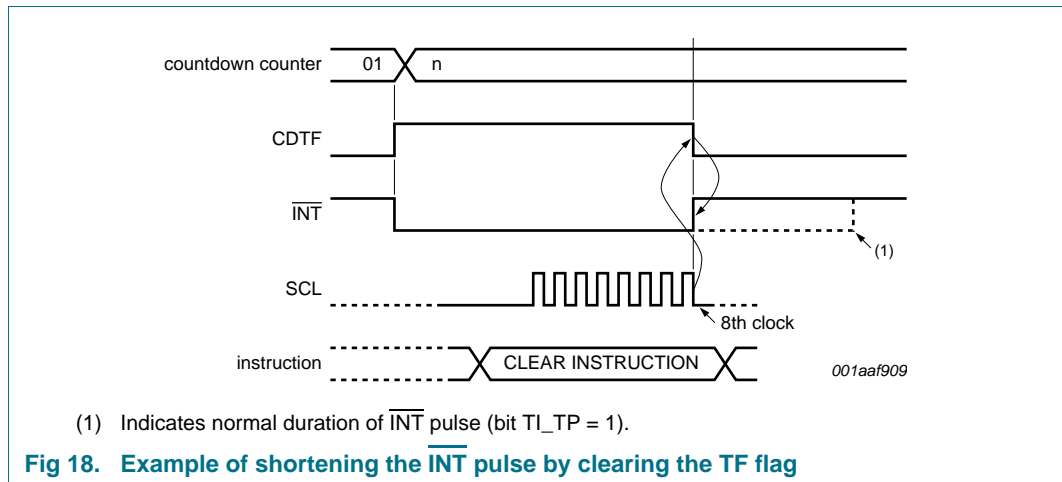 countdown counter 01 n
CDTF
INT
(1)
SCL
8th clock
instruction CLEAR INSTRUCTION
001aaf909
(1) Indicates normal duration of INT pulse (bit TI_TP = 1).
Fig 18. Example of shortening the INT pulse by clearing the TF flag